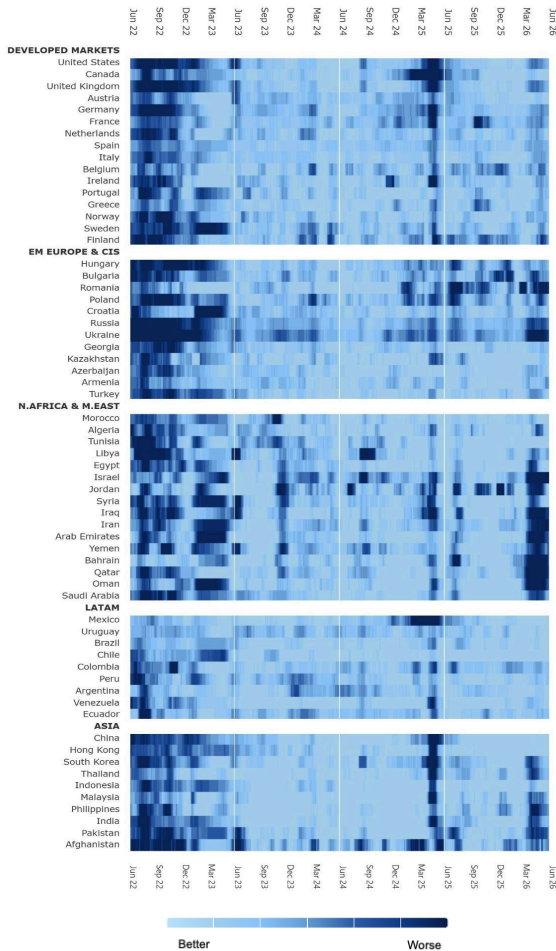 Jun 22 Sep 22 Dec 22 Mar 23 Jun 23 Sep 23 Dec 23 Mar 24 Jun 24 Sep 24 Dec 24 Mar 25 Jun 25 Sep 25 Dec 25 Mar 26 Jun 26
DEVELOPED MARKETS
United States
Canada
United Kingdom
Austria
Germany
France
Netherlands
Spain
Italy
Belgium
Ireland
Portugal
Greece
Norway
Sweden
Finland
EM EUROPE & CIS
Hungary
Bulgaria
Romania
Poland
Croatia
Russia
Ukraine
Georgia
Kazakhstan
Azerbaijan
Armenia
Turkey
N.AFRICA & M.EAST
Morocco
Algeria
Tunisia
Libya
Egypt
Israel
Jordan
Syria
Iraq
Iran
Arab Emirates
Yemen
Bahrain
Qatar
Oman
Saudi Arabia
LATAM
Mexico
Uruguay
Brazil
Chile
Colombia
Peru
Argentina
Venezuela
Ecuador
ASIA
China
Hong Kong
South Korea
Thailand
Indonesia
Malaysia
Philippines
India
Pakistan
Afghanistan
Jun 22 Sep 22 Dec 22 Mar 23 Jun 23 Sep 23 Dec 23 Mar 24 Jun 24 Sep 24 Dec 24 Mar 25 Jun 25 Sep 25 Dec 25 Mar 26 Jun 26
Better Worse